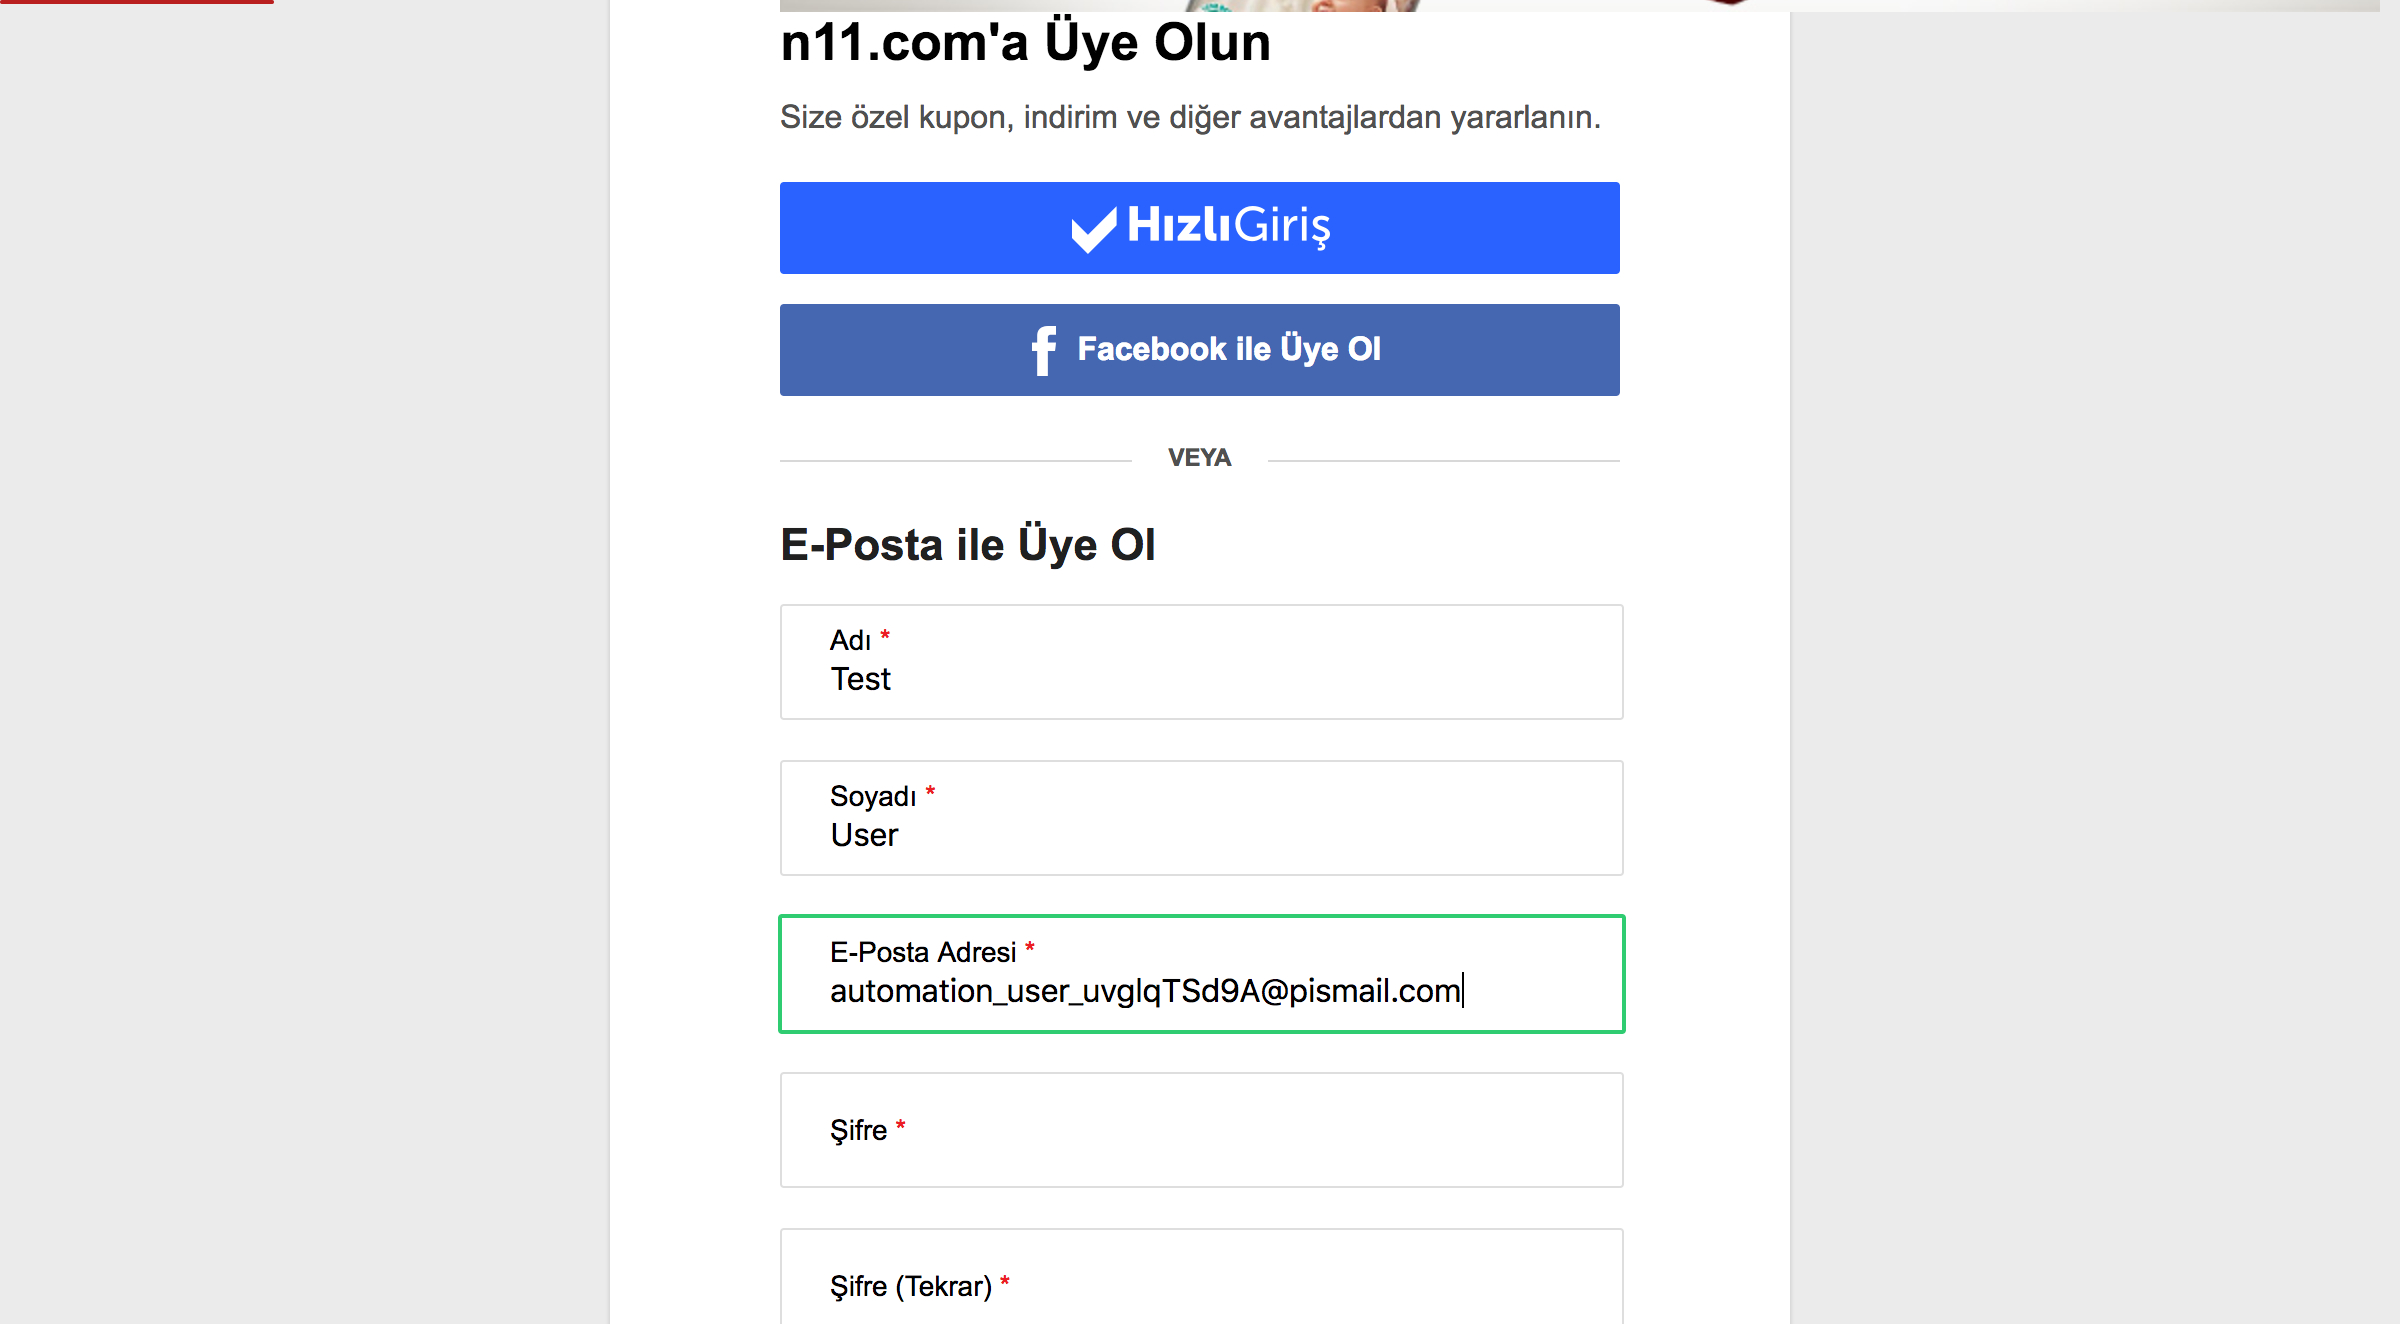 n11.com'a Üye Olun
Size özel kupon, indirim ve diğer avantajlardan yararlanın.
HızlıGiriş
f Facebook ile Üye Ol
VEYA
E-Posta ile Üye Ol
Adı *
Test
Soyadı *
User
E-Posta Adresi *
automation_user_uvglqTSd9A@pismail.com
Şifre *
Şifre (Tekrar) *